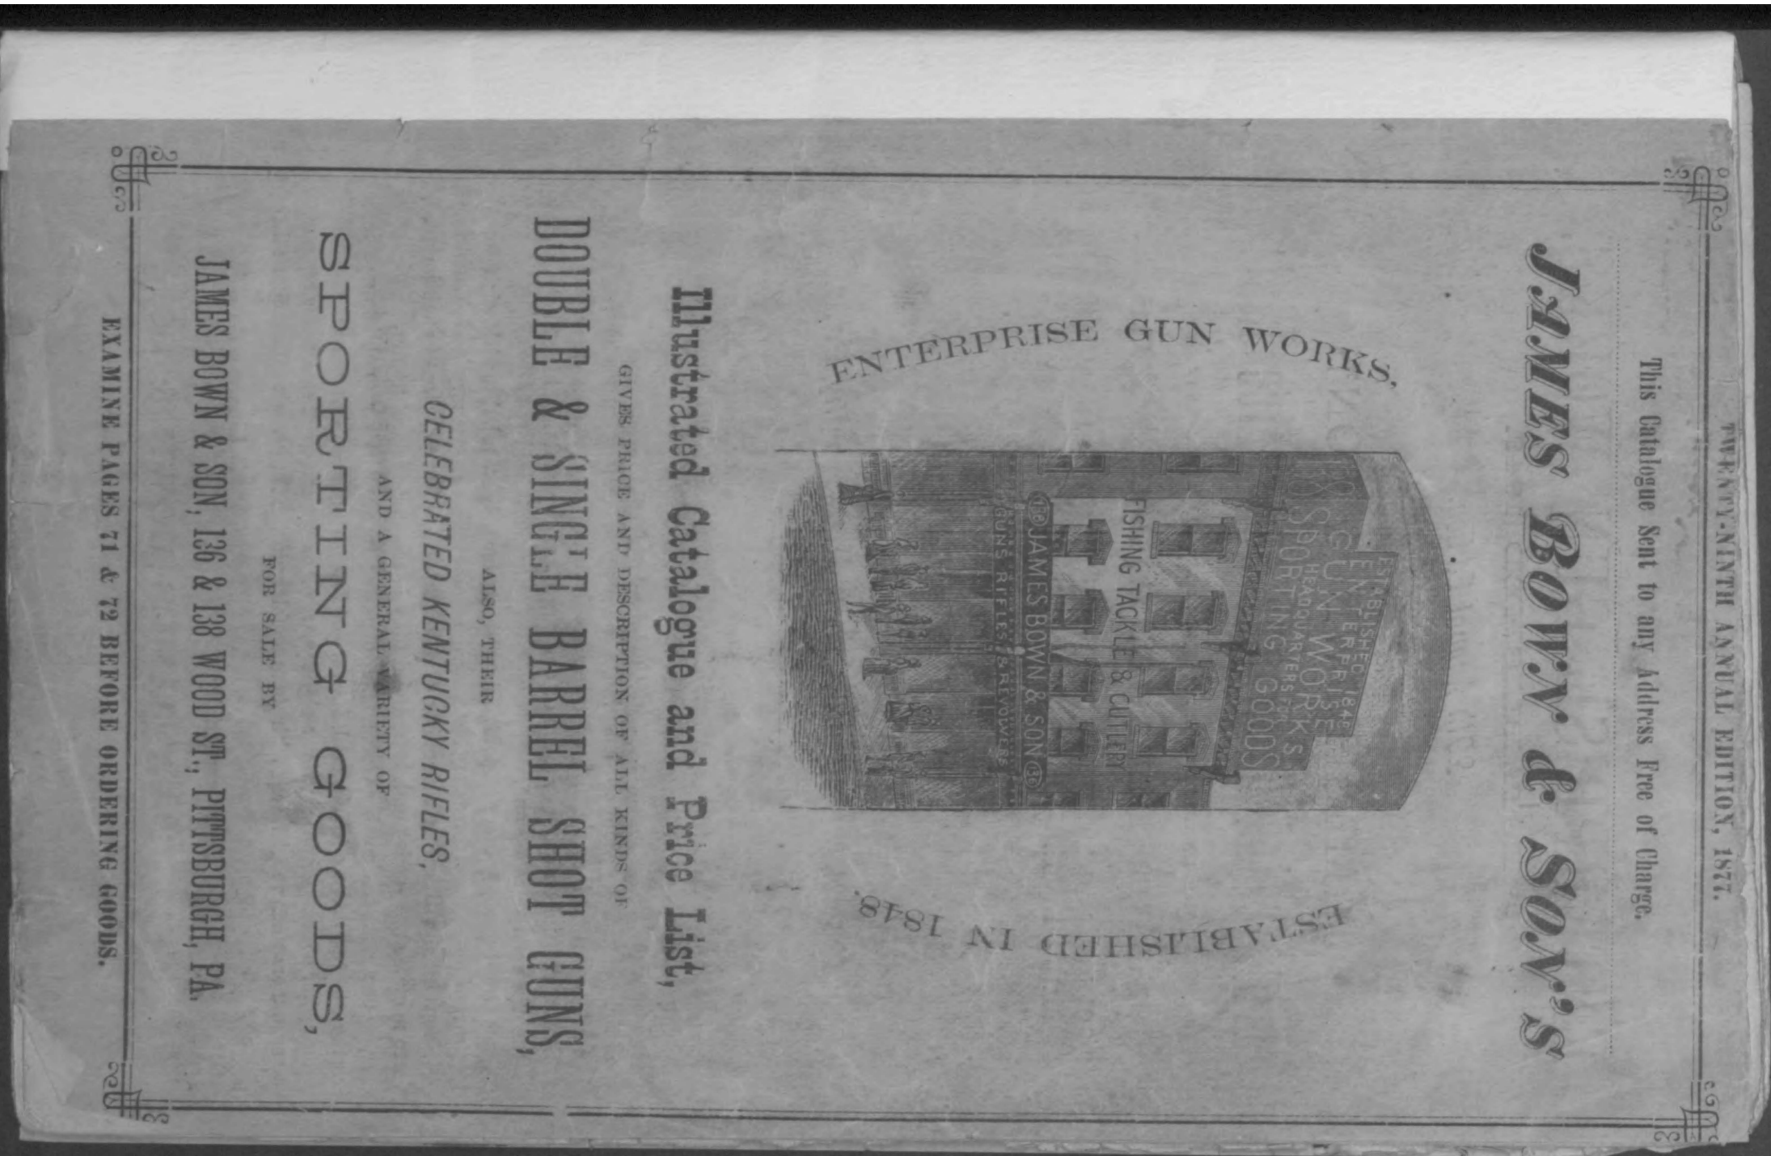 TWENTY-NINTH ANNUAL EDITION, 1877.
This Catalogue Sent to any Address Free of Charge.
JAMES BOWN & SON'S
ENTERPRISE GUN WORKS,
ESTABLISHED 1848
ENTERPRISE
GUN WORKS
HEADQUARTERS FOR
SPORTING GOODS
FISHING TACKLE & CUTLERY
136 JAMES BOWN & SON
GUNS RIFLES & REVOLVERS
ESTABLISHED IN 1848.
Illustrated Catalogue and Price List,
GIVES PRICE AND DESCRIPTION OF ALL KINDS OF
DOUBLE & SINGLE BARREL SHOT GUNS,
ALSO, THEIR
CELEBRATED KENTUCKY RIFLES,
AND A GENERAL VARIETY OF
SPORTING GOODS,
FOR SALE BY
JAMES BOWN & SON, 136 & 138 WOOD ST., PITTSBURGH, PA.
EXAMINE PAGES 71 & 72 BEFORE ORDERING GOODS.